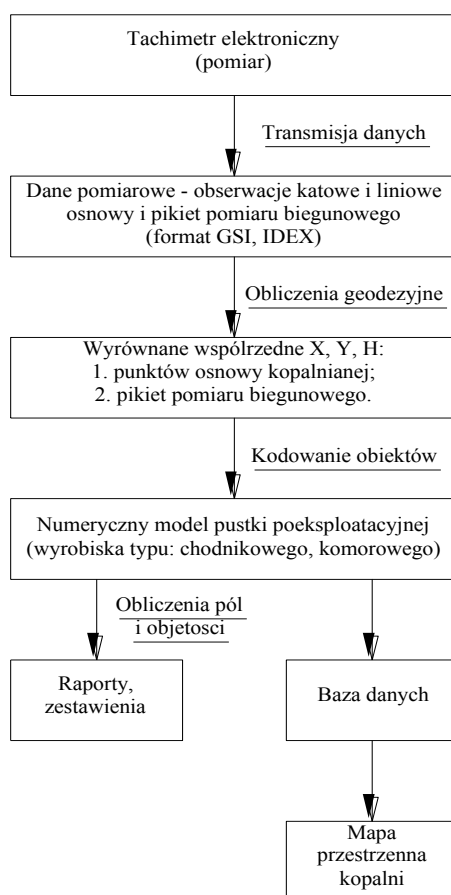 Tachimetr elektroniczny
(pomiar)
Transmisja danych
Dane pomiarowe - obserwacje katowe i liniowe
osnowy i pikiet pomiaru biegunowego
(format GSI, IDEX)
Obliczenia geodezyjne
Wyrównane wspólrzedne X, Y, H:
1. punktów osnowy kopalnianej;
2. pikiet pomiaru biegunowego.
Kodowanie obiektów
Numeryczny model pustki poeksploatacyjnej
(wyrobiska typu: chodnikowego, komorowego)
Obliczenia pól
i objetosci
Raporty,
zestawienia
Baza danych
Mapa
przestrzenna
kopalni